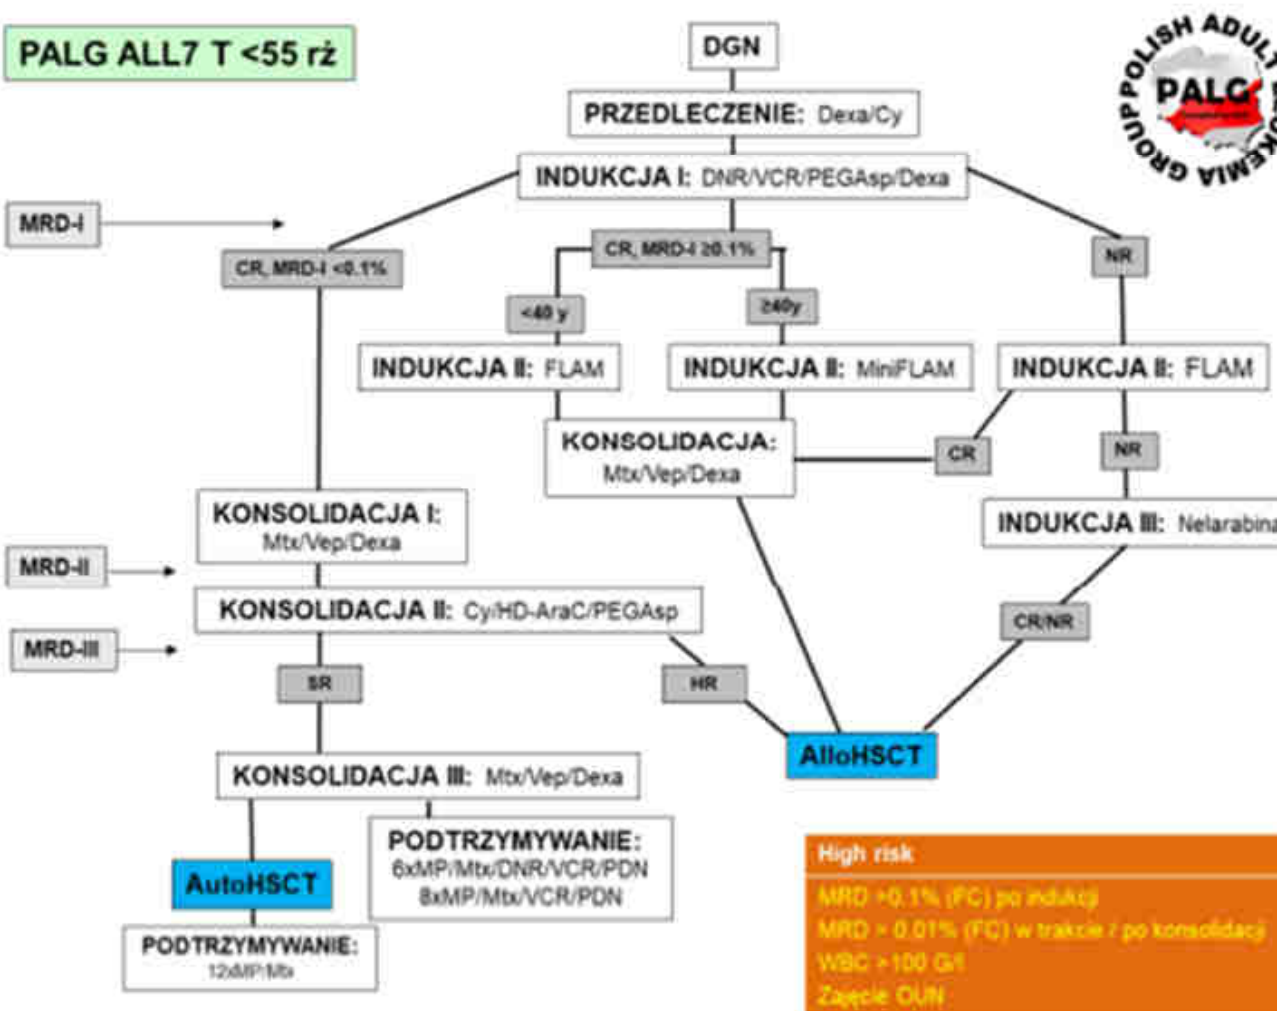 PALG ALL7 T <55 rż
DGN
POLISH ADULT LEUKEMIA GROUP
PALG
PRZEDLECZENIE: Dexa/Cy
INDUKCJA I: DNR/VCR/PEGAsp/Dexa
MRD-I
CR, MRD-I <0.1%
CR, MRD-I ≥0.1%
NR
<40 y
≥40y
INDUKCJA II: FLAM
INDUKCJA II: MiniFLAM
INDUKCJA II: FLAM
KONSOLIDACJA:
Mtx/Vep/Dexa
CR
NR
KONSOLIDACJA I:
Mtx/Vep/Dexa
INDUKCJA III: Nelarabina
MRD-II
KONSOLIDACJA II: Cy/HD-AraC/PEGAsp
MRD-III
CR/NR
SR
HR
AlloHSCT
KONSOLIDACJA III: Mtx/Vep/Dexa
PODTRZYMYWANIE:
6xMP/Mtx/DNR/VCR/PDN
8xMP/Mtx/VCR/PDN
AutoHSCT
PODTRZYMYWANIE:
12xMP/Mtx
High risk
MRD >0.1% (FC) po indukcji
MRD > 0.01% (FC) w trakcie / po konsolidacji
WBC >100 G/l
Zajęcie OUN